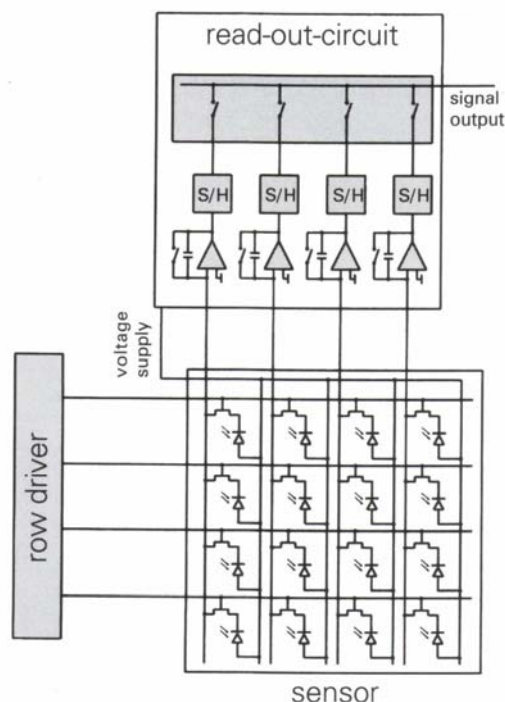 read-out-circuit
signal
output
S/H S/H S/H S/H
voltage
supply
row driver
sensor